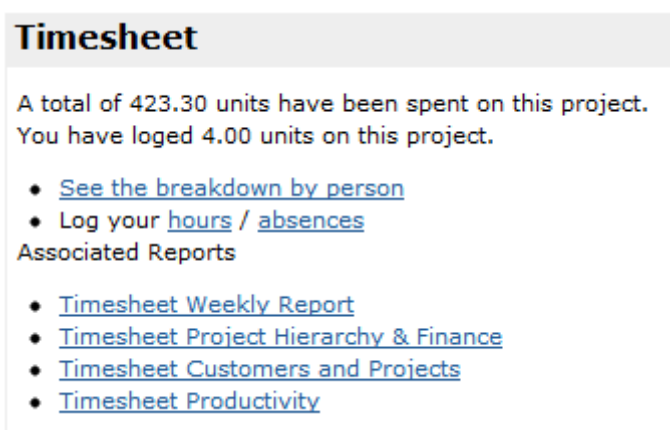 Timesheet
A total of 423.30 units have been spent on this project.
You have loged 4.00 units on this project.
See the breakdown by person
Log your hours / absences
Associated Reports
Timesheet Weekly Report
Timesheet Project Hierarchy & Finance
Timesheet Customers and Projects
Timesheet Productivity